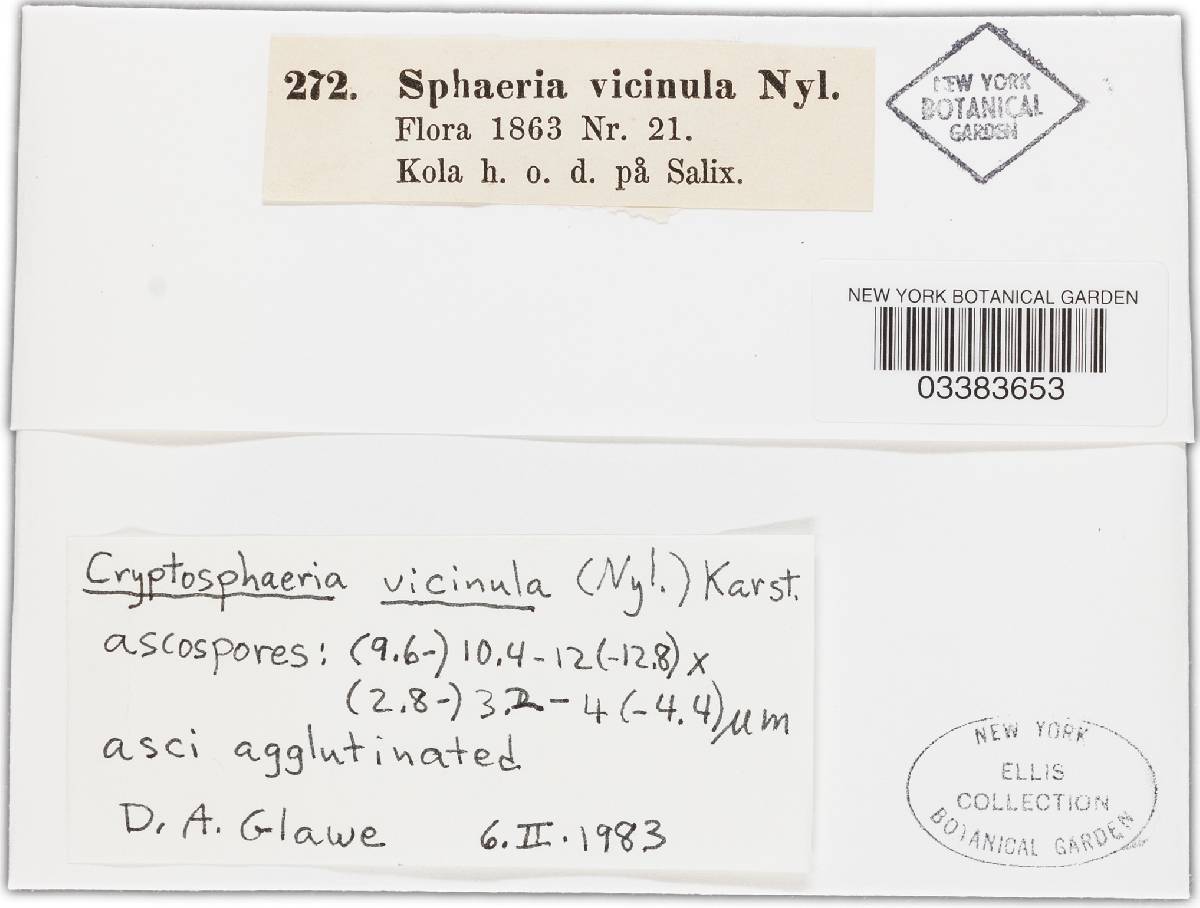 272. Sphaeria vicinula Nyl.
Flora 1863 Nr. 21.
Kola h. o. d. på Salix.
NEW YORK
BOTANICAL
GARDEN
NEW YORK BOTANICAL GARDEN
03383653
Cryptosphaeria vicinula (Nyl.) Karst.
ascospores: (9.6-) 10.4-12 (-12.8) x
(2.8-) 3.2-4 (-4.4) µm
asci agglutinated
D. A. Glawe 6.II.1983
NEW YORK
ELLIS
COLLECTION
BOTANICAL GARDEN